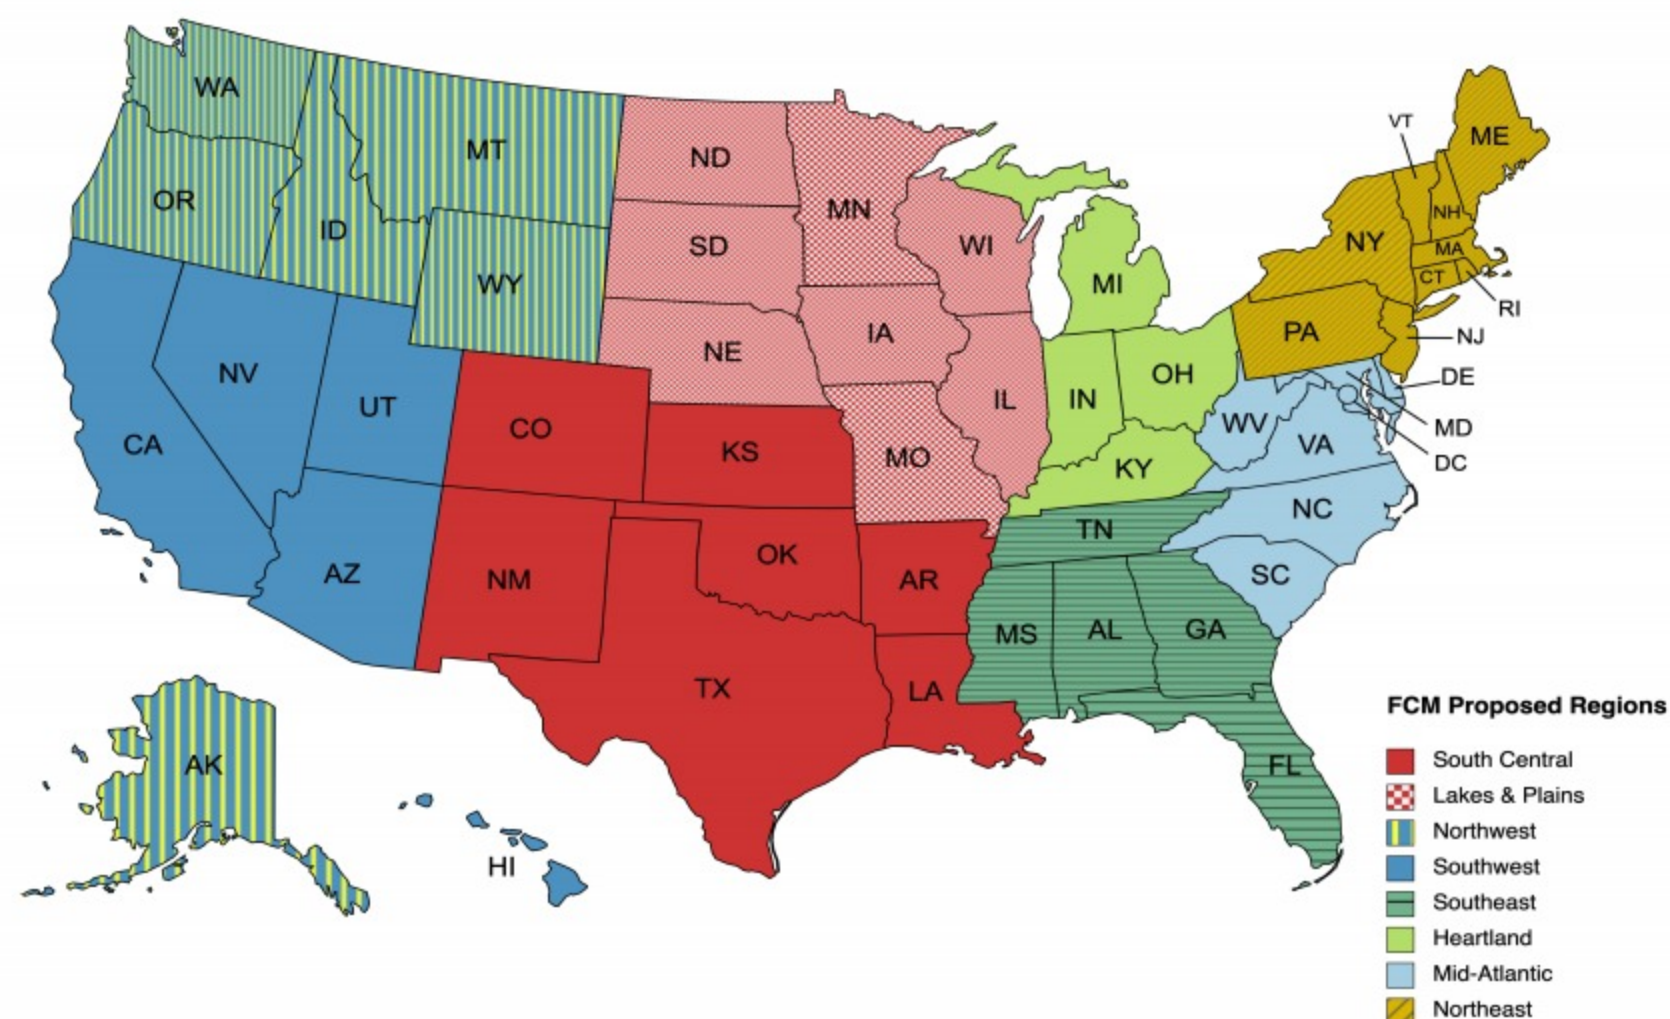 WA
MT
ND
MN
VT
ME
OR
ID
SD
WI
NY
NH
MA
CT
RI
WY
NE
IA
MI
PA
NJ
NV
UT
CO
KS
IL
IN
OH
DE
MD
DC
CA
MO
KY
WV
VA
NC
AZ
NM
OK
AR
TN
SC
TX
LA
MS
AL
GA
FL
AK
HI
FCM Proposed Regions
South Central
Lakes & Plains
Northwest
Southwest
Southeast
Heartland
Mid-Atlantic
Northeast